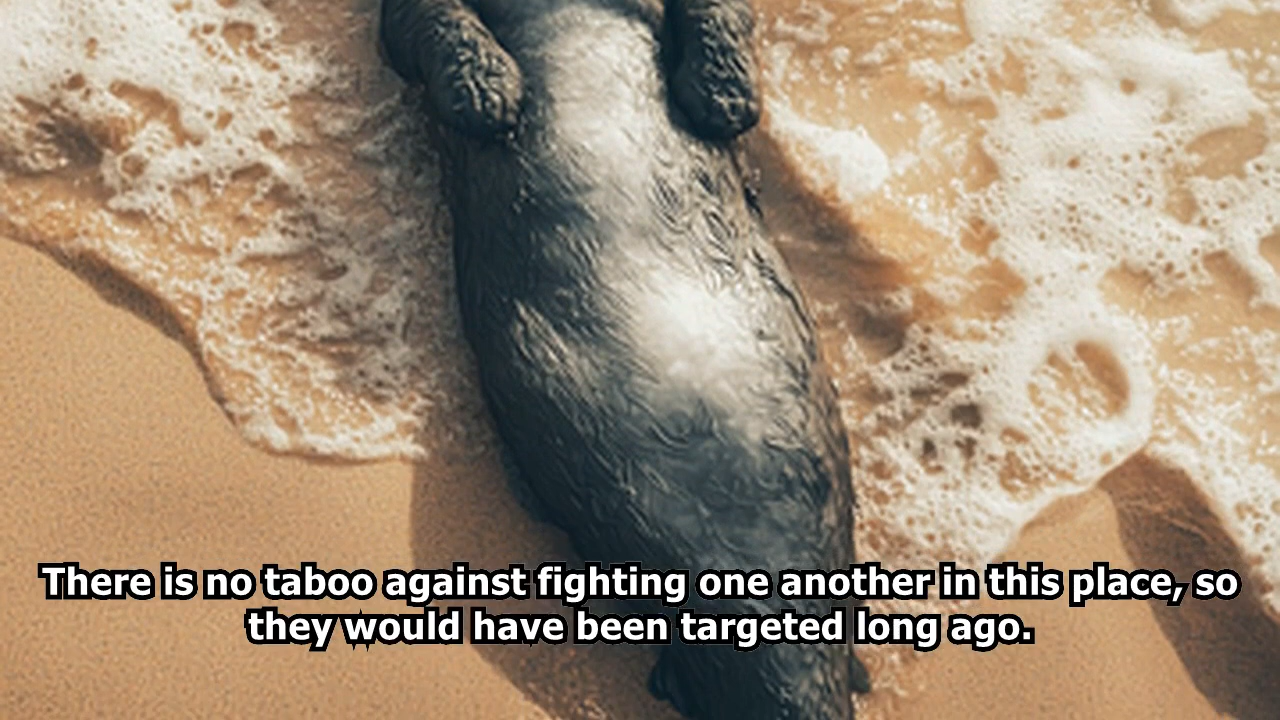 There is no taboo against fighting one another in this place, so
they would have been targeted long ago.